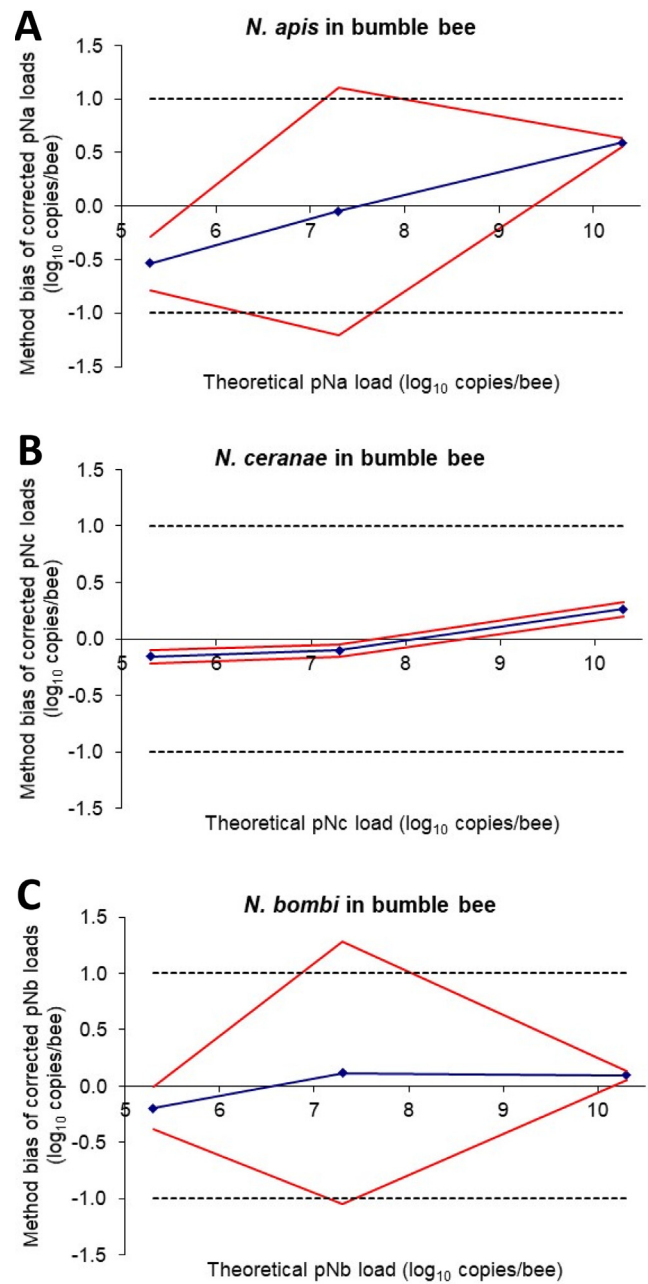 A
N. apis in bumble bee
1.5
1.0
0.5
0.0
-0.5
-1.0
-1.5
5 6 7 8 9 10
Method bias of corrected pNa loads
(log10 copies/bee)
Theoretical pNa load (log10 copies/bee)
B
N. ceranae in bumble bee
1.5
1.0
0.5
0.0
-0.5
-1.0
-1.5
5 6 7 8 9 10
Method bias of corrected pNc loads
(log10 copies/bee)
Theoretical pNc load (log10 copies/bee)
C
N. bombi in bumble bee
1.5
1.0
0.5
0.0
-0.5
-1.0
-1.5
5 6 7 8 9 10
Method bias of corrected pNb loads
(log10 copies/bee)
Theoretical pNb load (log10 copies/bee)